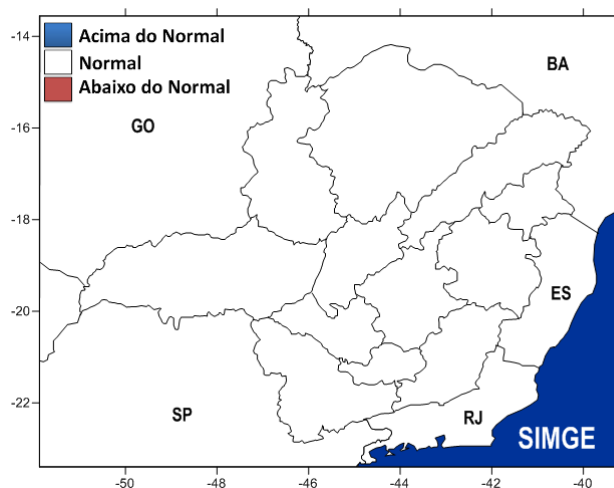 Acima do Normal
Normal
Abaixo do Normal
BA
GO
ES
SP
RJ
SIMGE
-14
-16
-18
-20
-22
-50
-48
-46
-44
-42
-40